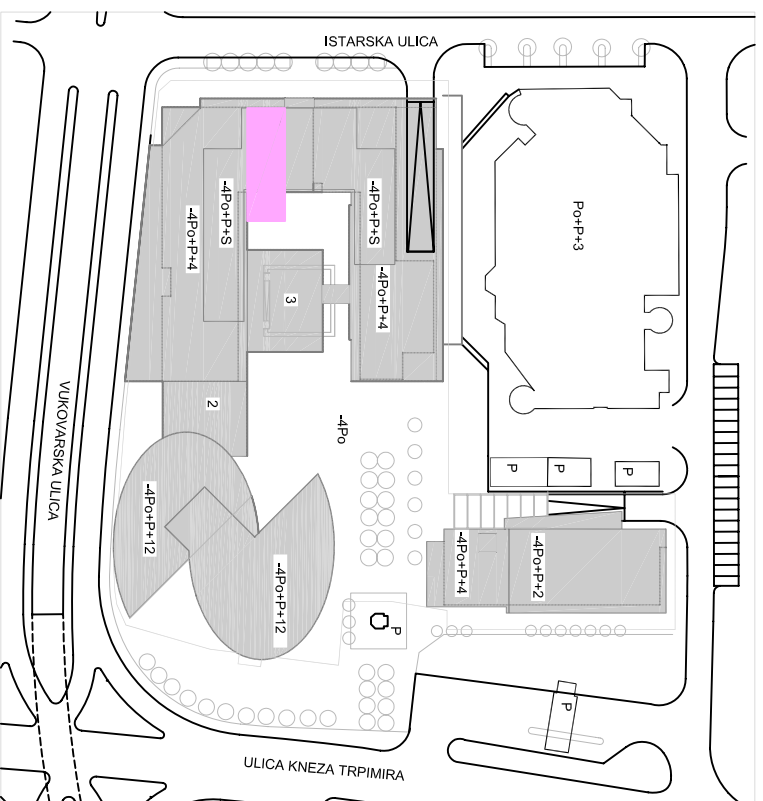 ISTARSKA ULICA
Po+P+3
-4Po+P+S
-4Po+P+S
-4Po+P+4
-4Po+P+4
3
2
-4Po
VUKOVARSKA ULICA
P
P
P
-4Po+P+12
-4Po+P+12
-4Po+P+4
-4Po+P+2
P
P
ULICA KNEZA TRPIMIRA